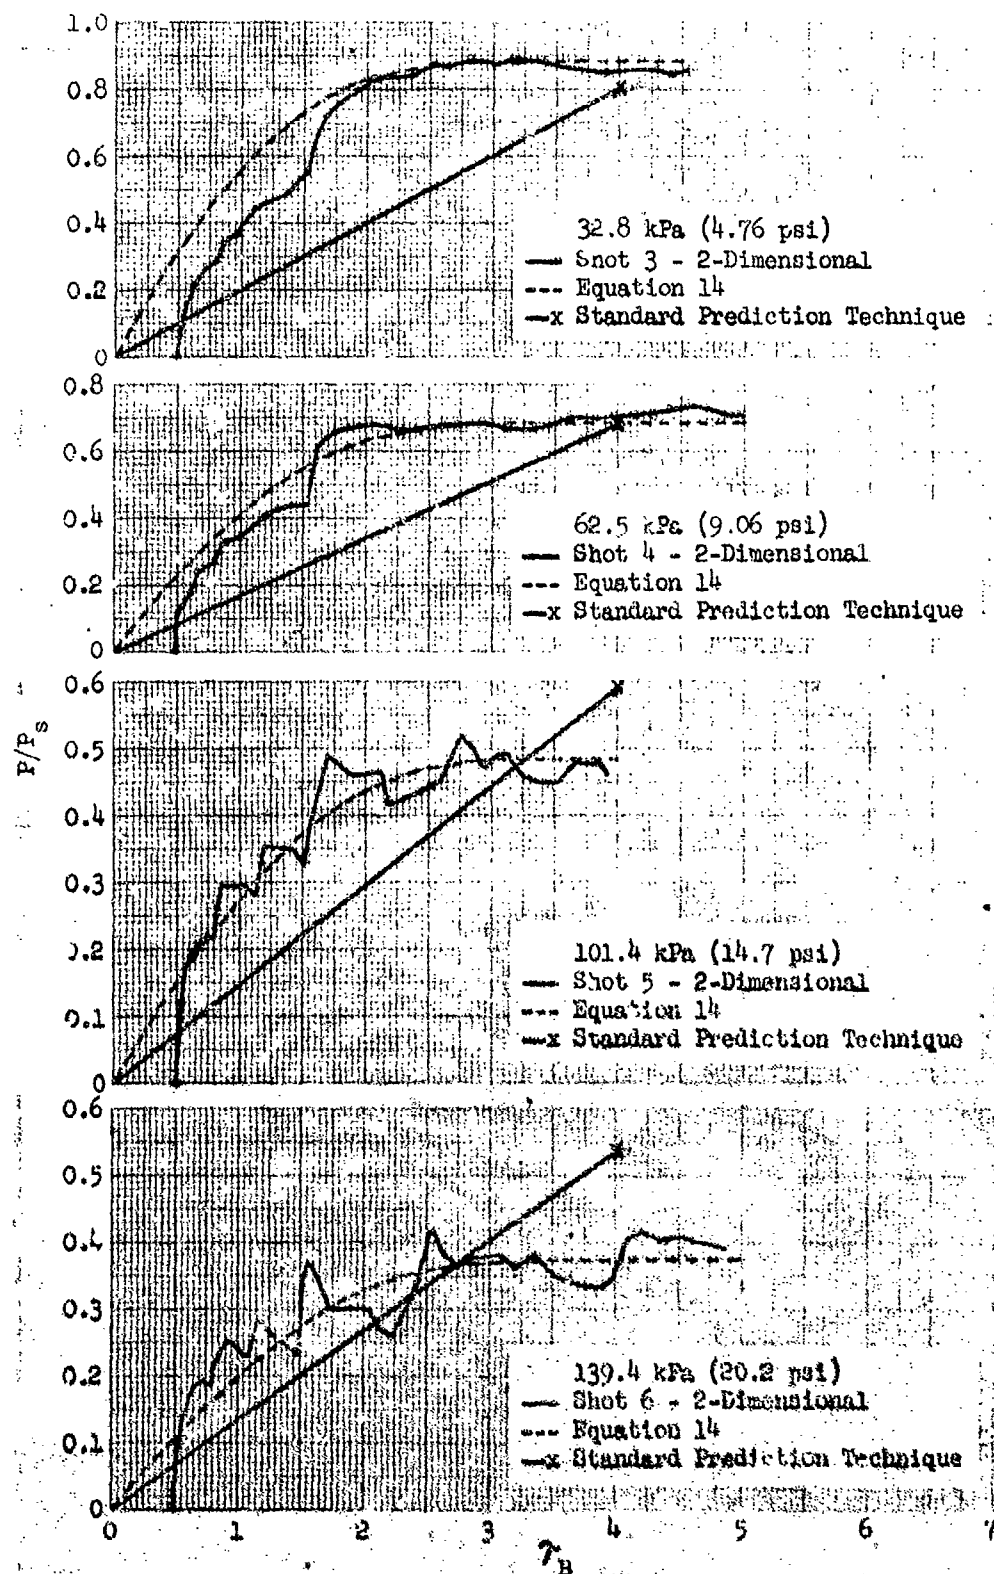 1.0
0.8
0.6
0.4
0.2
0
32.8 kPa (4.76 psi)
Snot 3 - 2-Dimensional
Equation 14
x Standard Prediction Technique
0.8
0.6
0.4
0.2
0
62.5 kPa (9.06 psi)
Shot 4 - 2-Dimensional
Equation 14
x Standard Prediction Technique
P/Ps
0.6
0.5
0.4
0.3
0.2
0.1
0
101.4 kPa (14.7 psi)
Shot 5 - 2-Dimensional
Equation 14
x Standard Prediction Technique
0.6
0.5
0.4
0.3
0.2
0.1
0
139.4 kPa (20.2 psi)
Shot 6 - 2-Dimensional
Equation 14
x Standard Prediction Technique
0 1 2 3 4 5 6 7
τB